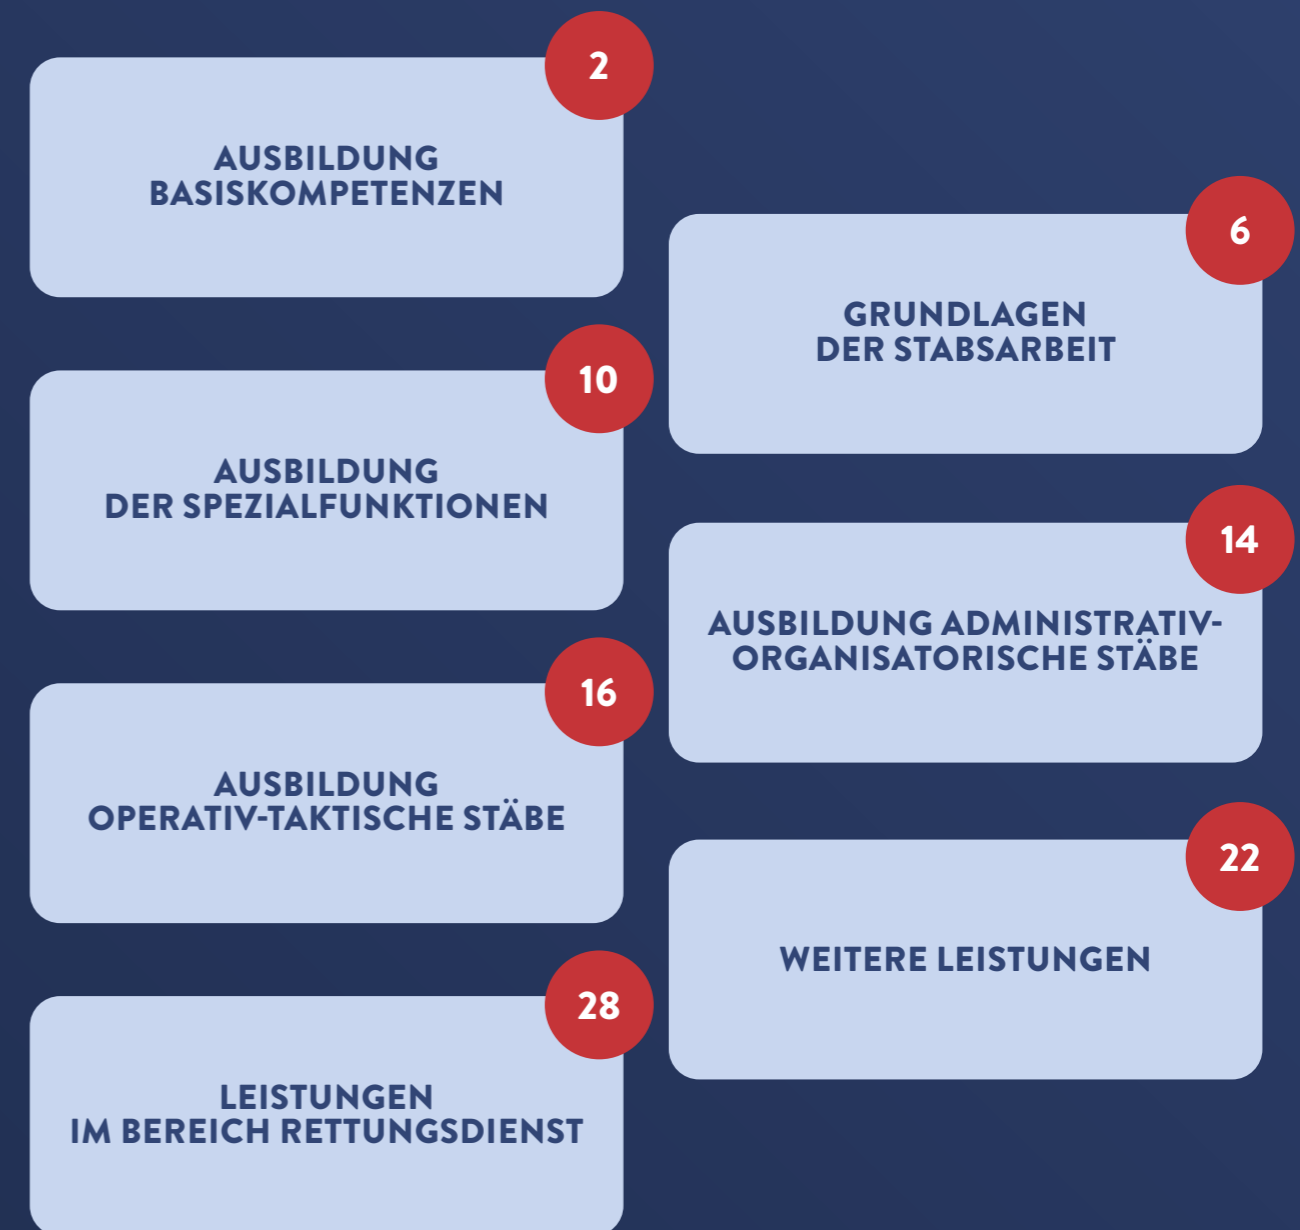 2
AUSBILDUNG
BASISKOMPETENZEN
6
GRUNDLAGEN
DER STABSARBEIT
10
AUSBILDUNG
DER SPEZIALFUNKTIONEN
14
AUSBILDUNG ADMINISTRATIV-
ORGANISATORISCHE STÄBE
16
AUSBILDUNG
OPERATIV-TAKTISCHE STÄBE
22
WEITERE LEISTUNGEN
28
LEISTUNGEN
IM BEREICH RETTUNGSDIENST